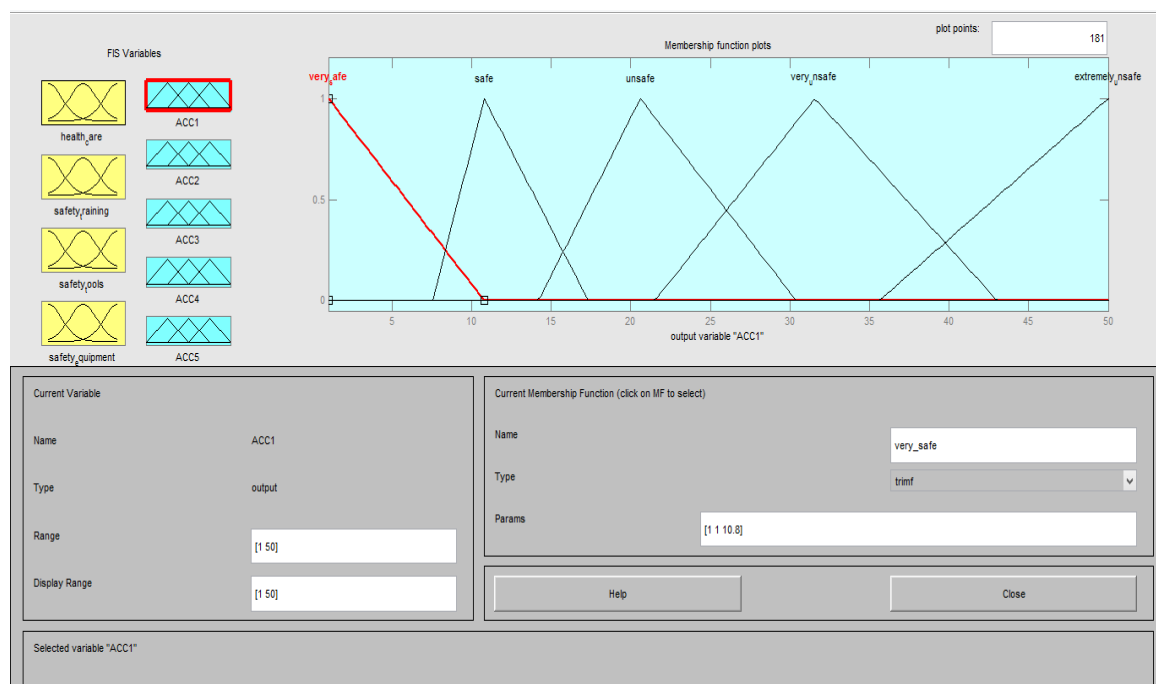 plot points:
181
FIS Variables
Membership function plots
health_care
safety_training
safety_tools
safety_equipment
ACC1
ACC2
ACC3
ACC4
ACC5
very_safe
safe
unsafe
very_unsafe
extremely_unsafe
1
0.5
0
5 10 15 20 25 30 35 40 45 50
output variable "ACC1"
Current Variable
Name ACC1
Type output
Range [1 50]
Display Range [1 50]
Current Membership Function (click on MF to select)
Name very_safe
Type trimf
Params [1 1 10.8]
Help
Close
Selected variable "ACC1"